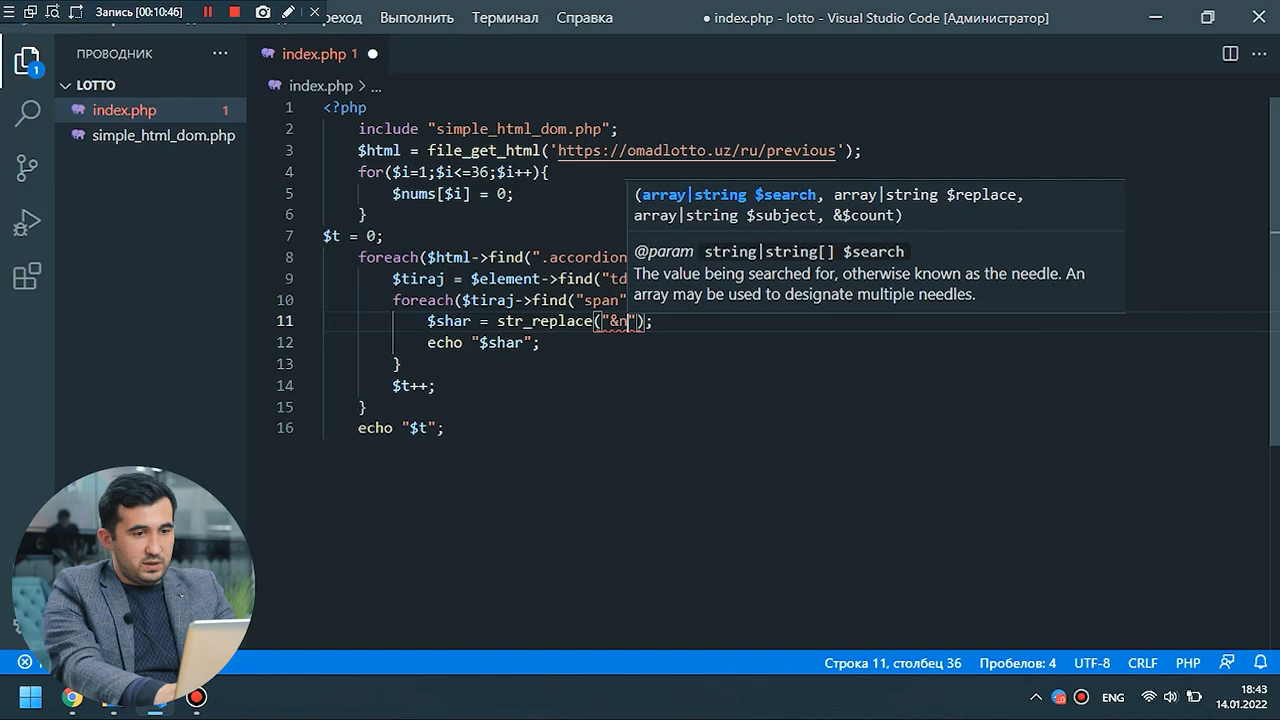 Запись [00:10:46]
реход Выполнить Терминал Справка
● index.php - lotto - Visual Studio Code [Администратор]
ПРОВОДНИК ...
index.php 1
1
LOTTO
index.php 1
simple_html_dom.php
index.php > ...
1 <?php
2 include "simple_html_dom.php";
3 $html = file_get_html('https://omadlotto.uz/ru/previous');
4 for($i=1;$i<=36;$i++){
5 $nums[$i] = 0;
6 }
7 $t = 0;
8 foreach($html->find(".accordion
9 $tiraj = $element->find("td
10 foreach($tiraj->find("span"
11 $shar = str_replace("&n");
12 echo "$shar";
13 }
14 $t++;
15 }
16 echo "$t";
(array|string $search, array|string $replace,
array|string $subject, &$count)
@param string|string[] $search
The value being searched for, otherwise known as the needle. An
array may be used to designate multiple needles.
Строка 11, столбец 36 Пробелов: 4 UTF-8 CRLF PHP
ENG
18:43
14.01.2022